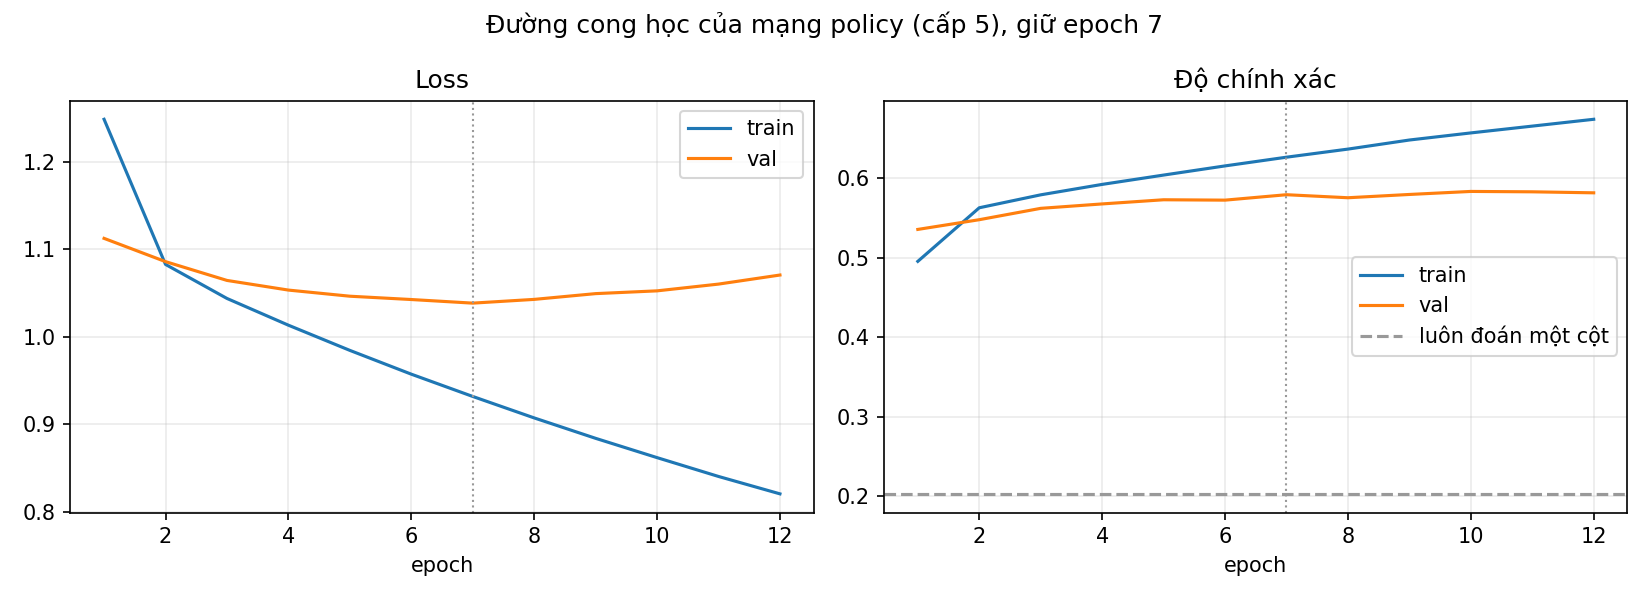 Đường cong học của mạng policy (cấp 5), giữ epoch 7
Loss
1.2
1.1
1.0
0.9
0.8
2 4 6 8 10 12
epoch
train
val
Độ chính xác
0.6
0.5
0.4
0.3
0.2
2 4 6 8 10 12
epoch
train
val
luôn đoán một cột